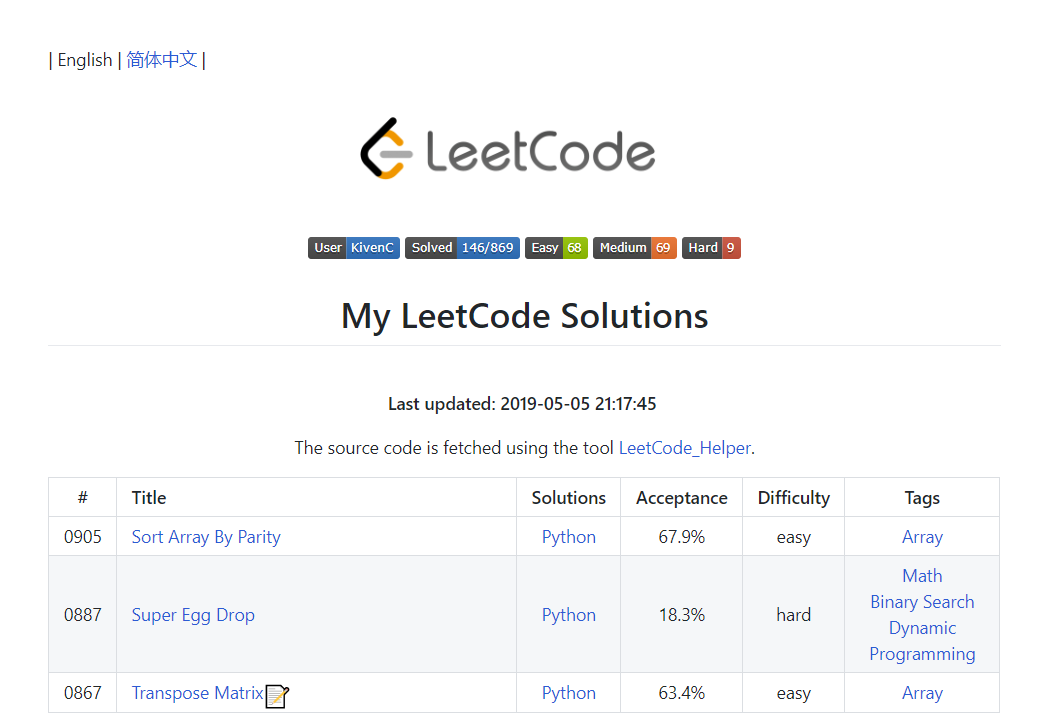 | English | 简体中文 |
LeetCode
User KivenC Solved 146/869 Easy 68 Medium 69 Hard 9
My LeetCode Solutions
Last updated: 2019-05-05 21:17:45
The source code is fetched using the tool LeetCode_Helper.
# Title Solutions Acceptance Difficulty Tags
0905 Sort Array By Parity Python 67.9% easy Array
0887 Super Egg Drop Python 18.3% hard Math
Binary Search
Dynamic
Programming
0867 Transpose Matrix Python 63.4% easy Array